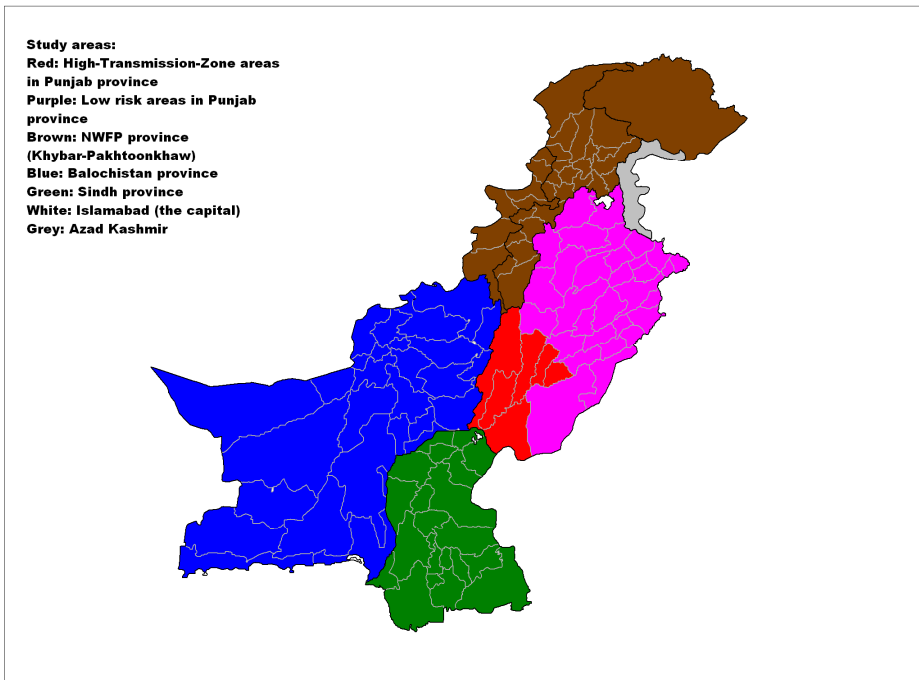 Study areas:
Red: High-Transmission-Zone areas
in Punjab province
Purple: Low risk areas in Punjab
province
Brown: NWFP province
(Khybar-Pakhtoonkhaw)
Blue: Balochistan province
Green: Sindh province
White: Islamabad (the capital)
Grey: Azad Kashmir